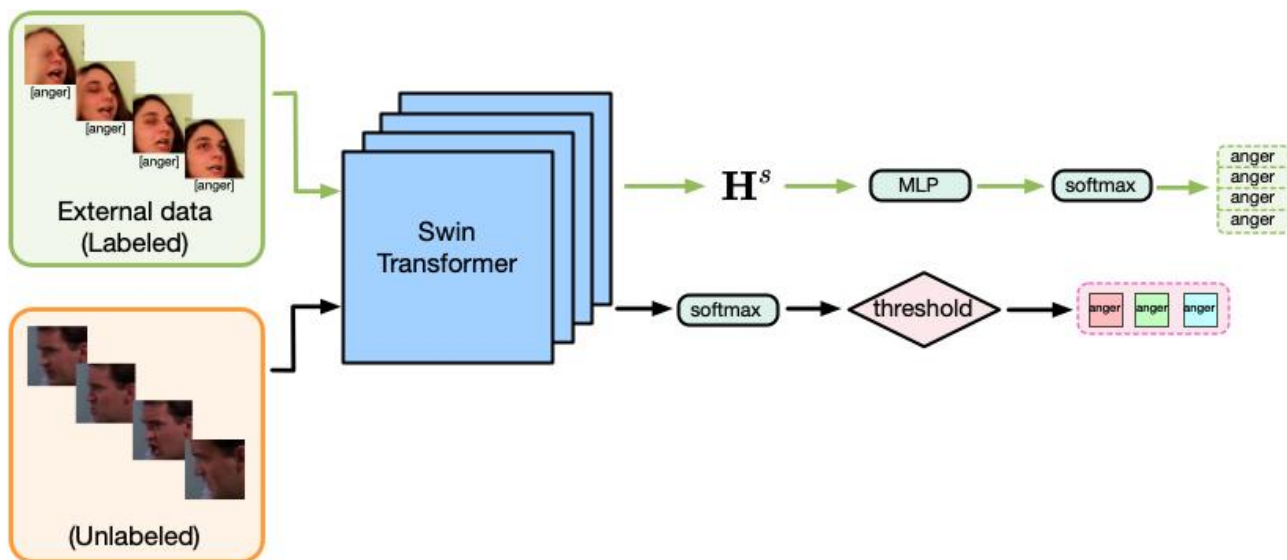 [anger]
[anger]
[anger]
[anger]
External data
(Labeled)
Swin
Transformer
H^s
MLP
softmax
anger
anger
anger
anger
softmax
threshold
anger
anger
anger
(Unlabeled)